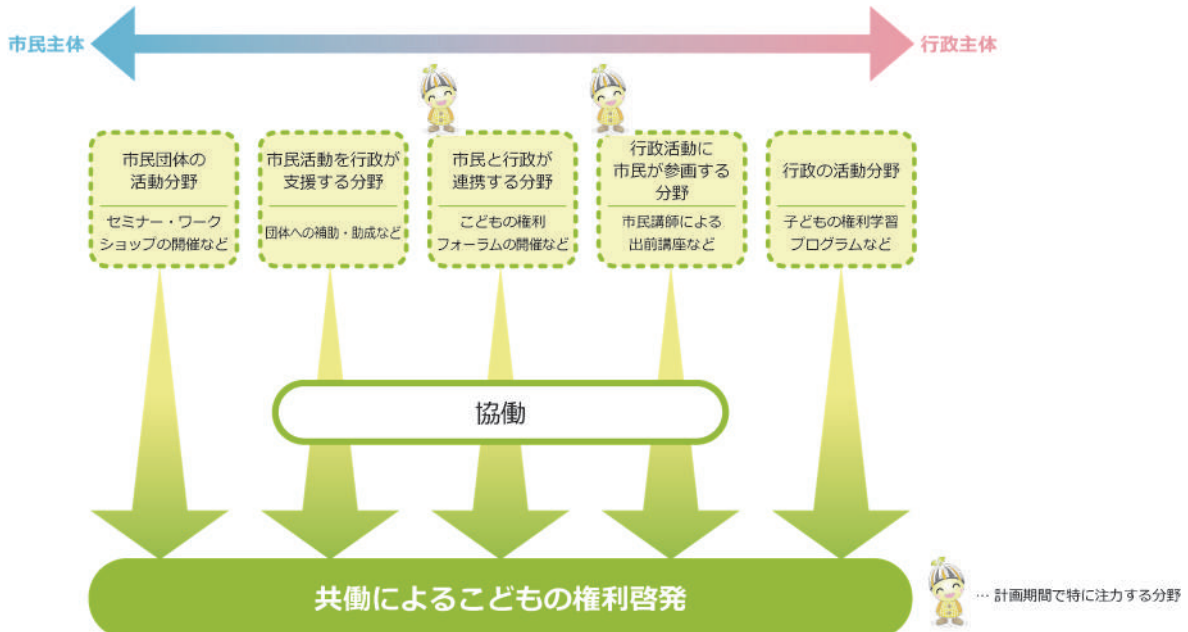 市民主体
行政主体
市民団体の
活動分野
セミナー・ワーク
ショップの開催など
市民活動を行政が
支援する分野
団体への補助・助成など
市民と行政が
連携する分野
こどもの権利
フォーラムの開催など
行政活動に
市民が参画する
分野
市民講師による
出前講座など
行政の活動分野
子どもの権利学習
プログラムなど
協働
共働によるこどもの権利啓発
… 計画期間で特に注力する分野